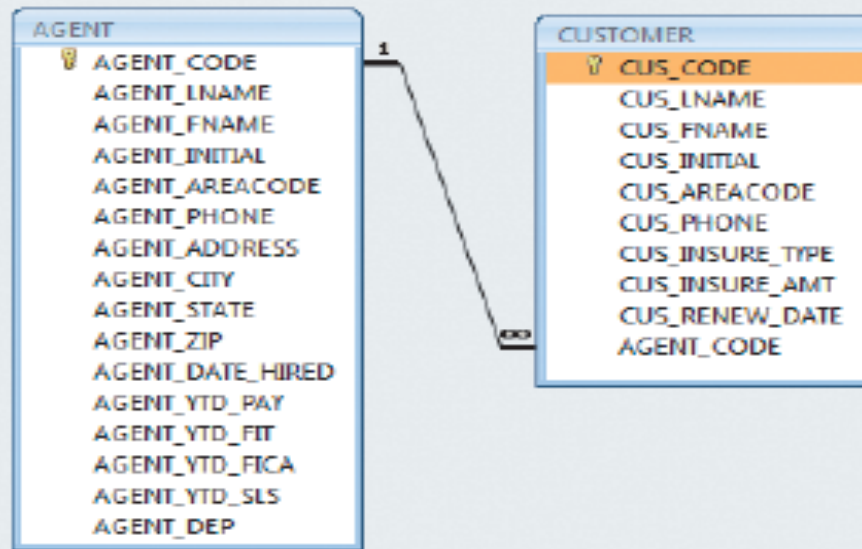 AGENT
AGENT_CODE
AGENT_LNAME
AGENT_FNAME
AGENT_INITIAL
AGENT_AREACODE
AGENT_PHONE
AGENT_ADDRESS
AGENT_CITY
AGENT_STATE
AGENT_ZIP
AGENT_DATE_HIRED
AGENT_YTD_PAY
AGENT_YTD_FIT
AGENT_YTD_FICA
AGENT_YTD_SLS
AGENT_DEP
1
∞
CUSTOMER
CUS_CODE
CUS_LNAME
CUS_FNAME
CUS_INITIAL
CUS_AREACODE
CUS_PHONE
CUS_INSURE_TYPE
CUS_INSURE_AMT
CUS_RENEW_DATE
AGENT_CODE